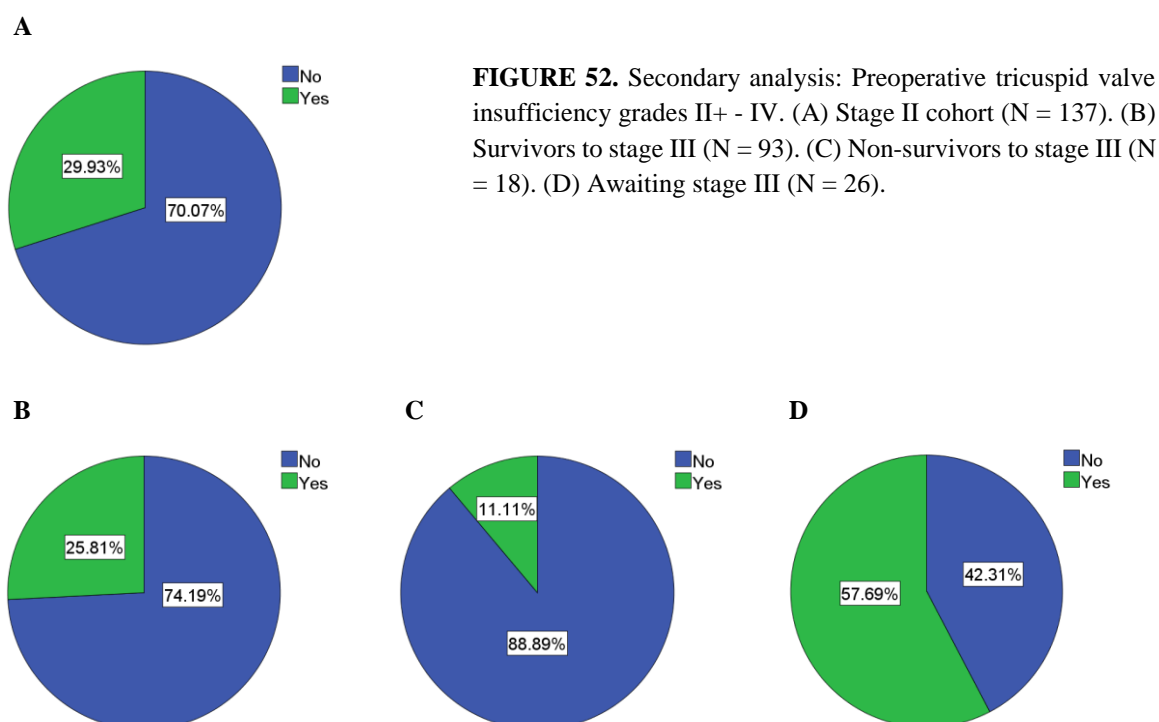 A
No
Yes
29.93%
70.07%
FIGURE 52. Secondary analysis: Preoperative tricuspid valve
insufficiency grades II+ - IV. (A) Stage II cohort (N = 137). (B)
Survivors to stage III (N = 93). (C) Non-survivors to stage III (N
= 18). (D) Awaiting stage III (N = 26).
B
No
Yes
25.81%
74.19%
C
No
Yes
11.11%
88.89%
D
No
Yes
57.69%
42.31%